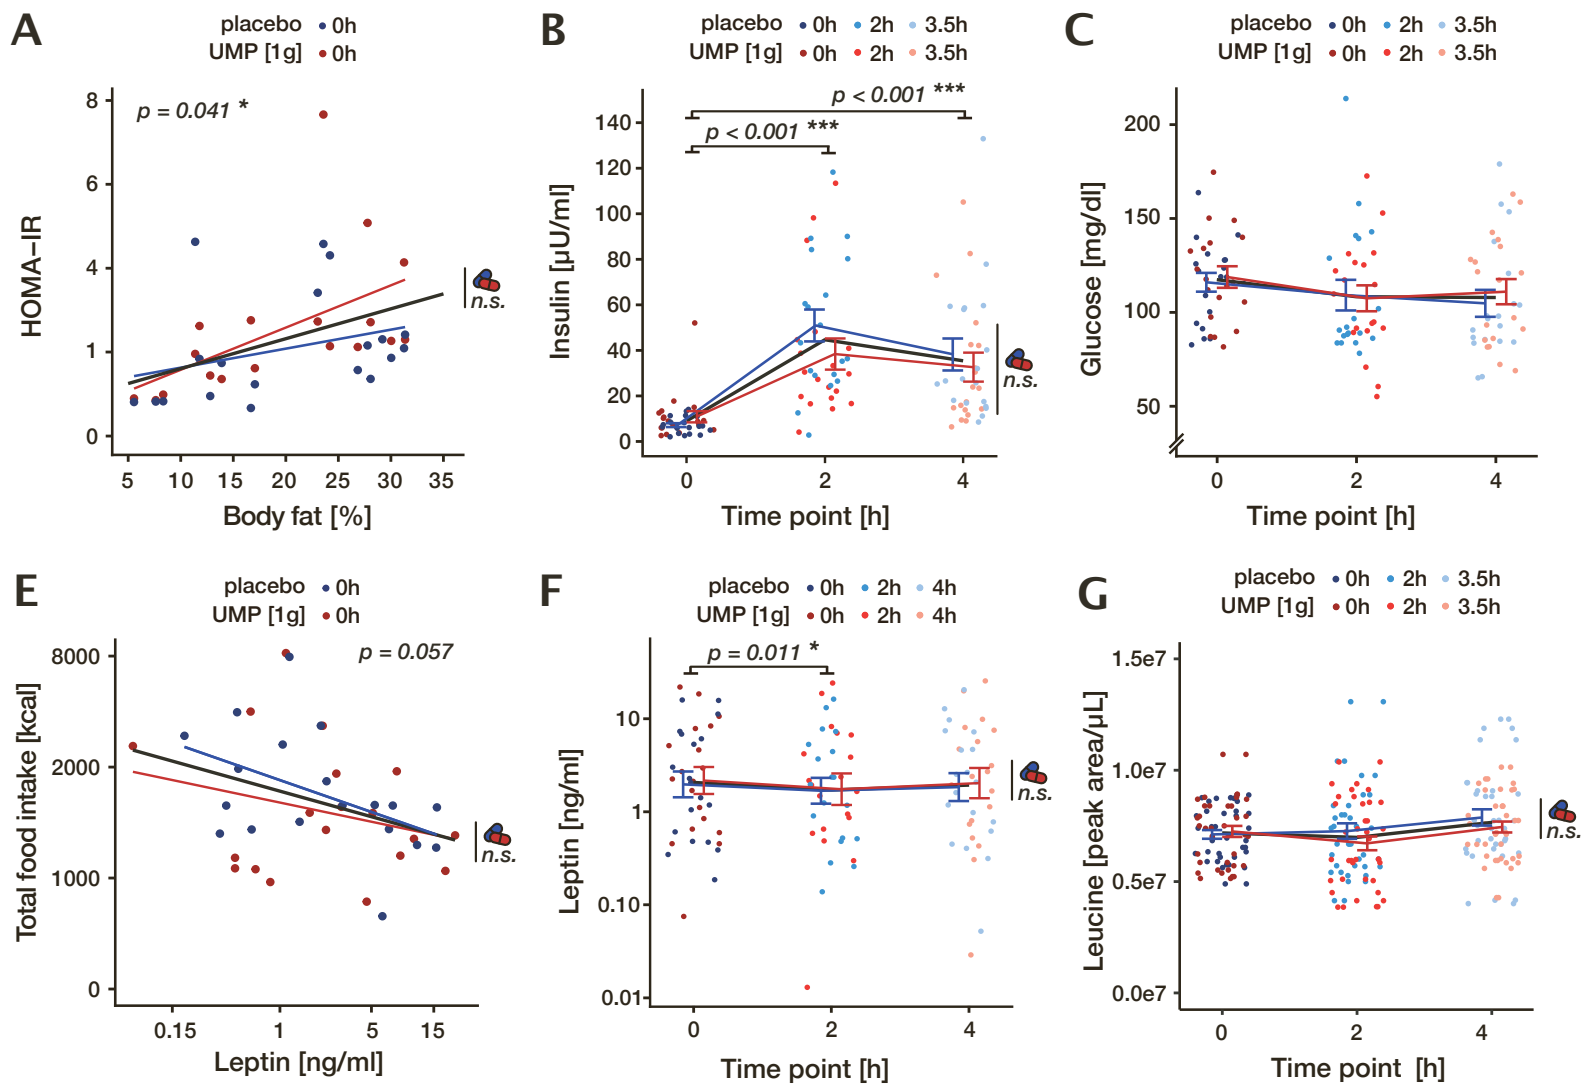 A
placebo • 0h
UMP [1g] • 0h
p = 0.041 *
HOMA–IR
8
6
4
1
0
5 10 15 20 25 30 35
Body fat [%]
n.s.
B
placebo • 0h • 2h • 3.5h
UMP [1g] • 0h • 2h • 3.5h
p < 0.001 ***
p < 0.001 ***
Insulin [µU/ml]
140
120
100
80
60
40
20
0
0 2 4
Time point [h]
n.s.
C
placebo • 0h • 2h • 3.5h
UMP [1g] • 0h • 2h • 3.5h
Glucose [mg/dl]
200
150
100
50
0 2 4
Time point [h]
E
placebo • 0h
UMP [1g] • 0h
p = 0.057
Total food intake [kcal]
8000
2000
1000
0
0.15 1 5 15
Leptin [ng/ml]
n.s.
F
placebo • 0h • 2h • 4h
UMP [1g] • 0h • 2h • 4h
p = 0.011 *
Leptin [ng/ml]
10
1
0.10
0.01
0 2 4
Time point [h]
n.s.
G
placebo • 0h • 2h • 3.5h
UMP [1g] • 0h • 2h • 3.5h
Leucine [peak area/µL]
1.5e7
1.0e7
0.5e7
0.0e7
0 2 4
Time point [h]
n.s.